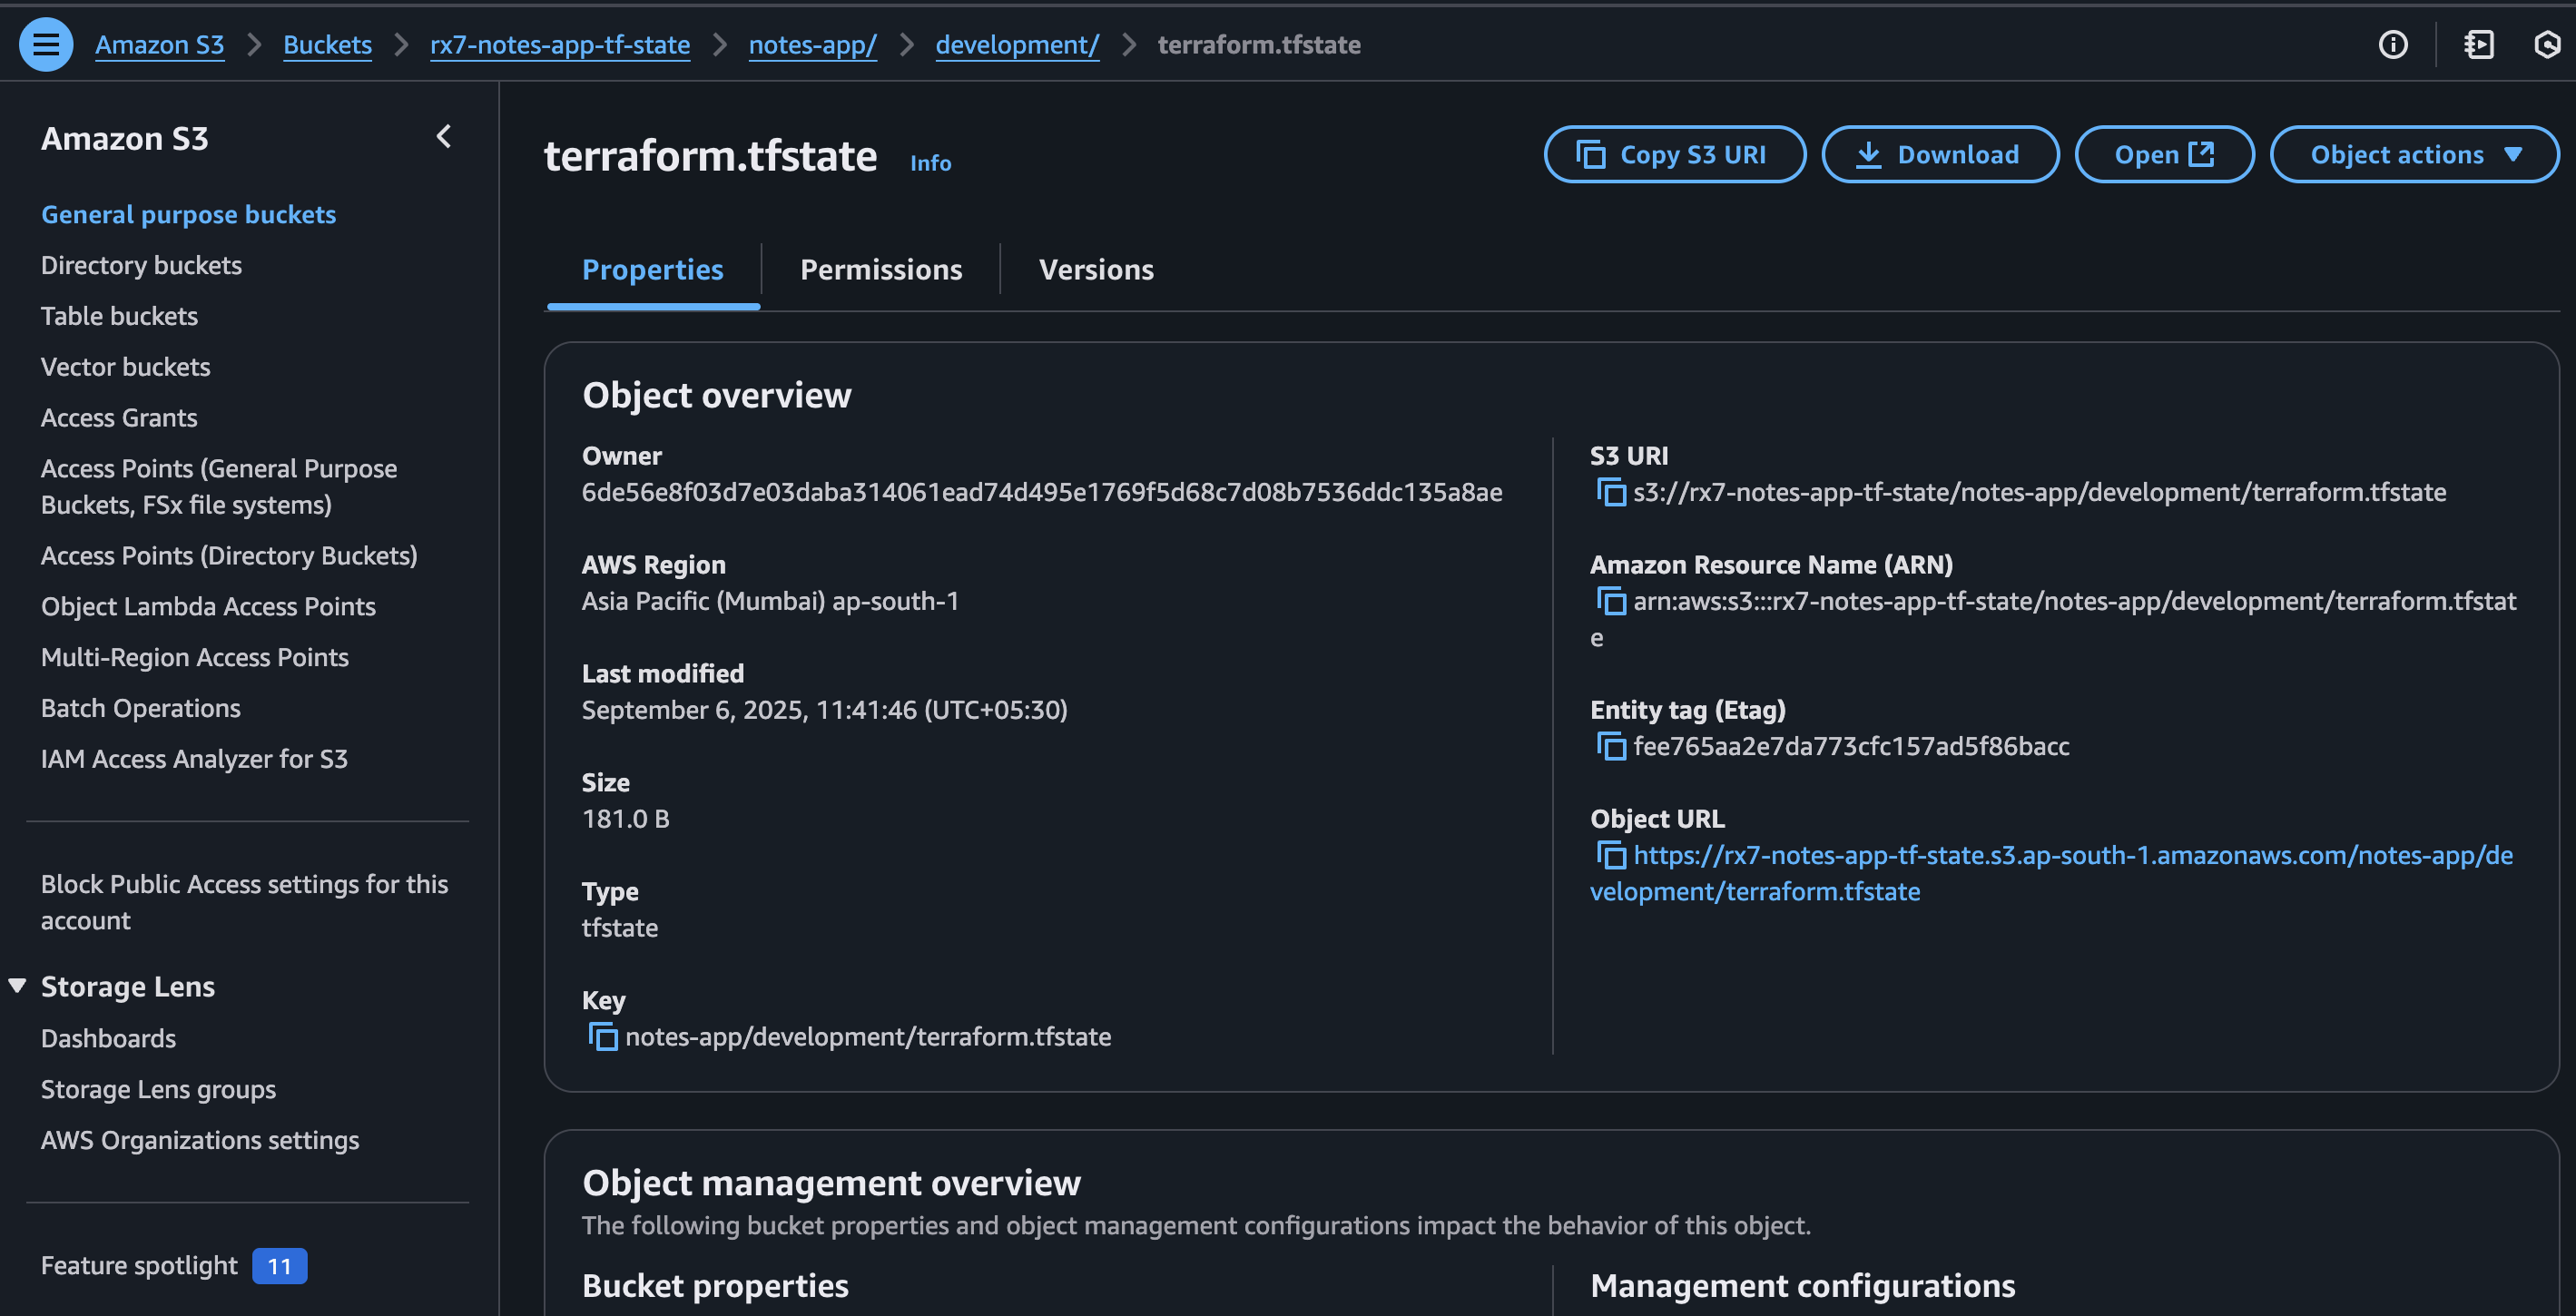 Amazon S3 > Buckets > rx7-notes-app-tf-state > notes-app/ > development/ > terraform.tfstate
Amazon S3
General purpose buckets
Directory buckets
Table buckets
Vector buckets
Access Grants
Access Points (General Purpose
Buckets, FSx file systems)
Access Points (Directory Buckets)
Object Lambda Access Points
Multi-Region Access Points
Batch Operations
IAM Access Analyzer for S3
Block Public Access settings for this
account
Storage Lens
Dashboards
Storage Lens groups
AWS Organizations settings
Feature spotlight 11
terraform.tfstate Info
Copy S3 URI Download Open Object actions
Properties Permissions Versions
Object overview
Owner
6de56e8f03d7e03daba314061ead74d495e1769f5d68c7d08b7536ddc135a8ae
AWS Region
Asia Pacific (Mumbai) ap-south-1
Last modified
September 6, 2025, 11:41:46 (UTC+05:30)
Size
181.0 B
Type
tfstate
Key
notes-app/development/terraform.tfstate
S3 URI
s3://rx7-notes-app-tf-state/notes-app/development/terraform.tfstate
Amazon Resource Name (ARN)
arn:aws:s3:::rx7-notes-app-tf-state/notes-app/development/terraform.tfstat
e
Entity tag (Etag)
fee765aa2e7da773cfc157ad5f86bacc
Object URL
https://rx7-notes-app-tf-state.s3.ap-south-1.amazonaws.com/notes-app/de
velopment/terraform.tfstate
Object management overview
The following bucket properties and object management configurations impact the behavior of this object.
Bucket properties
Management configurations